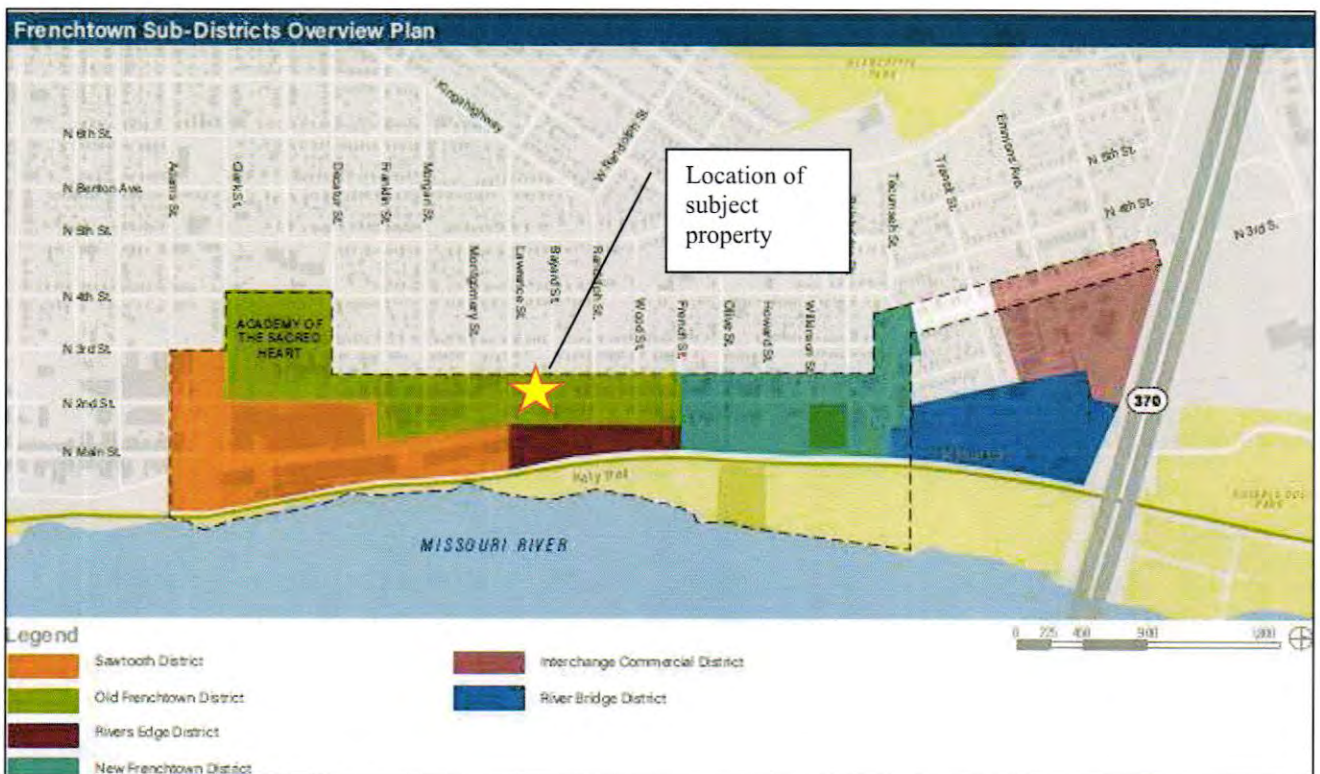 Frenchtown Sub-Districts Overview Plan
Kingshighway
W Randolph St.
N 6th St.
Adams St.
Clark St.
Decatur St.
Franklin St.
Morgan St.
N Benton Ave.
N 5th St.
Location of
subject
property
Tecumseh St.
Transit St.
Emmons Ave.
N 5th St.
N 4th St.
N 3rd S.
Montgomery St.
Lawrence St.
Bayard St.
Randolph St.
Wood St.
French St.
Olive St.
Howard St.
Wilkinson St.
N 4th St.
ACADEMY OF
THE SACRED
HEART
N 3rd St.
N 2nd St.
370
N Main St.
Katy Trail
MISSOURI RIVER
PARK
Legend
0 225 450 900 1,800
Sawtooth District
Interchange Commercial District
Old Frenchtown District
River Bridge District
Rivers Edge District
New Frenchtown District